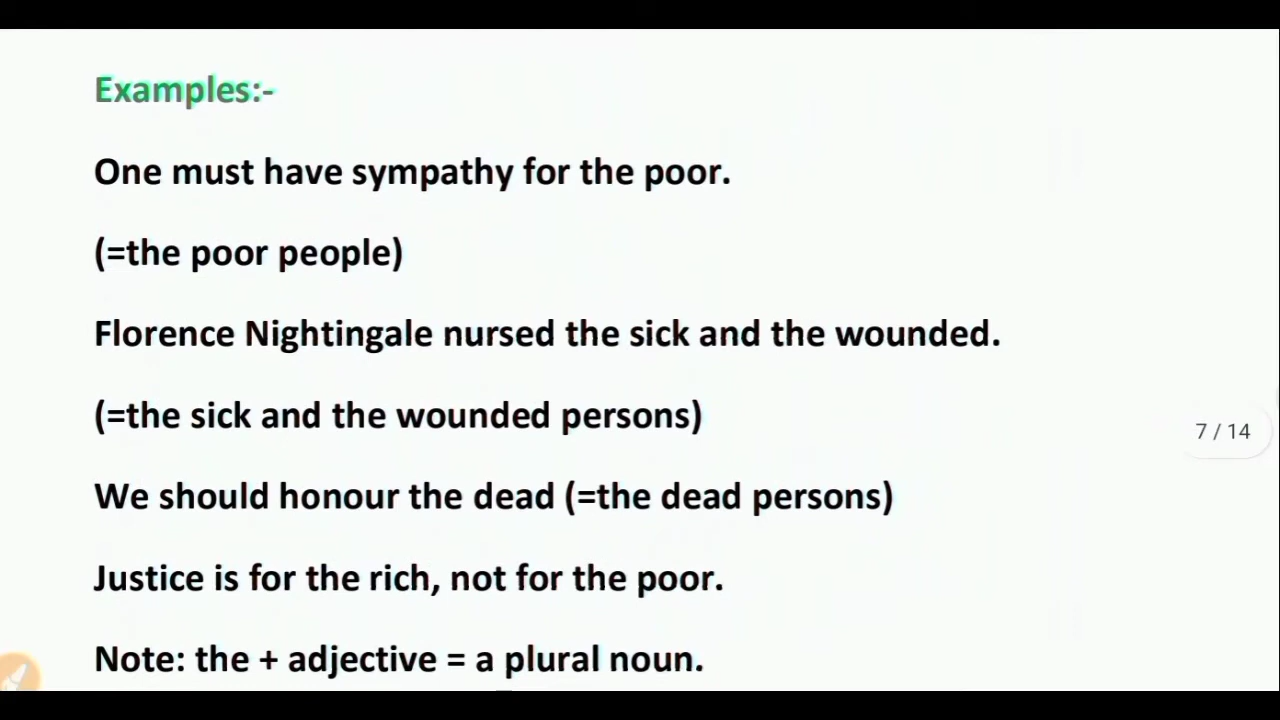 Examples:-
One must have sympathy for the poor.
(=the poor people)
Florence Nightingale nursed the sick and the wounded.
(=the sick and the wounded persons)
7 / 14
We should honour the dead (=the dead persons)
Justice is for the rich, not for the poor.
Note: the + adjective = a plural noun.